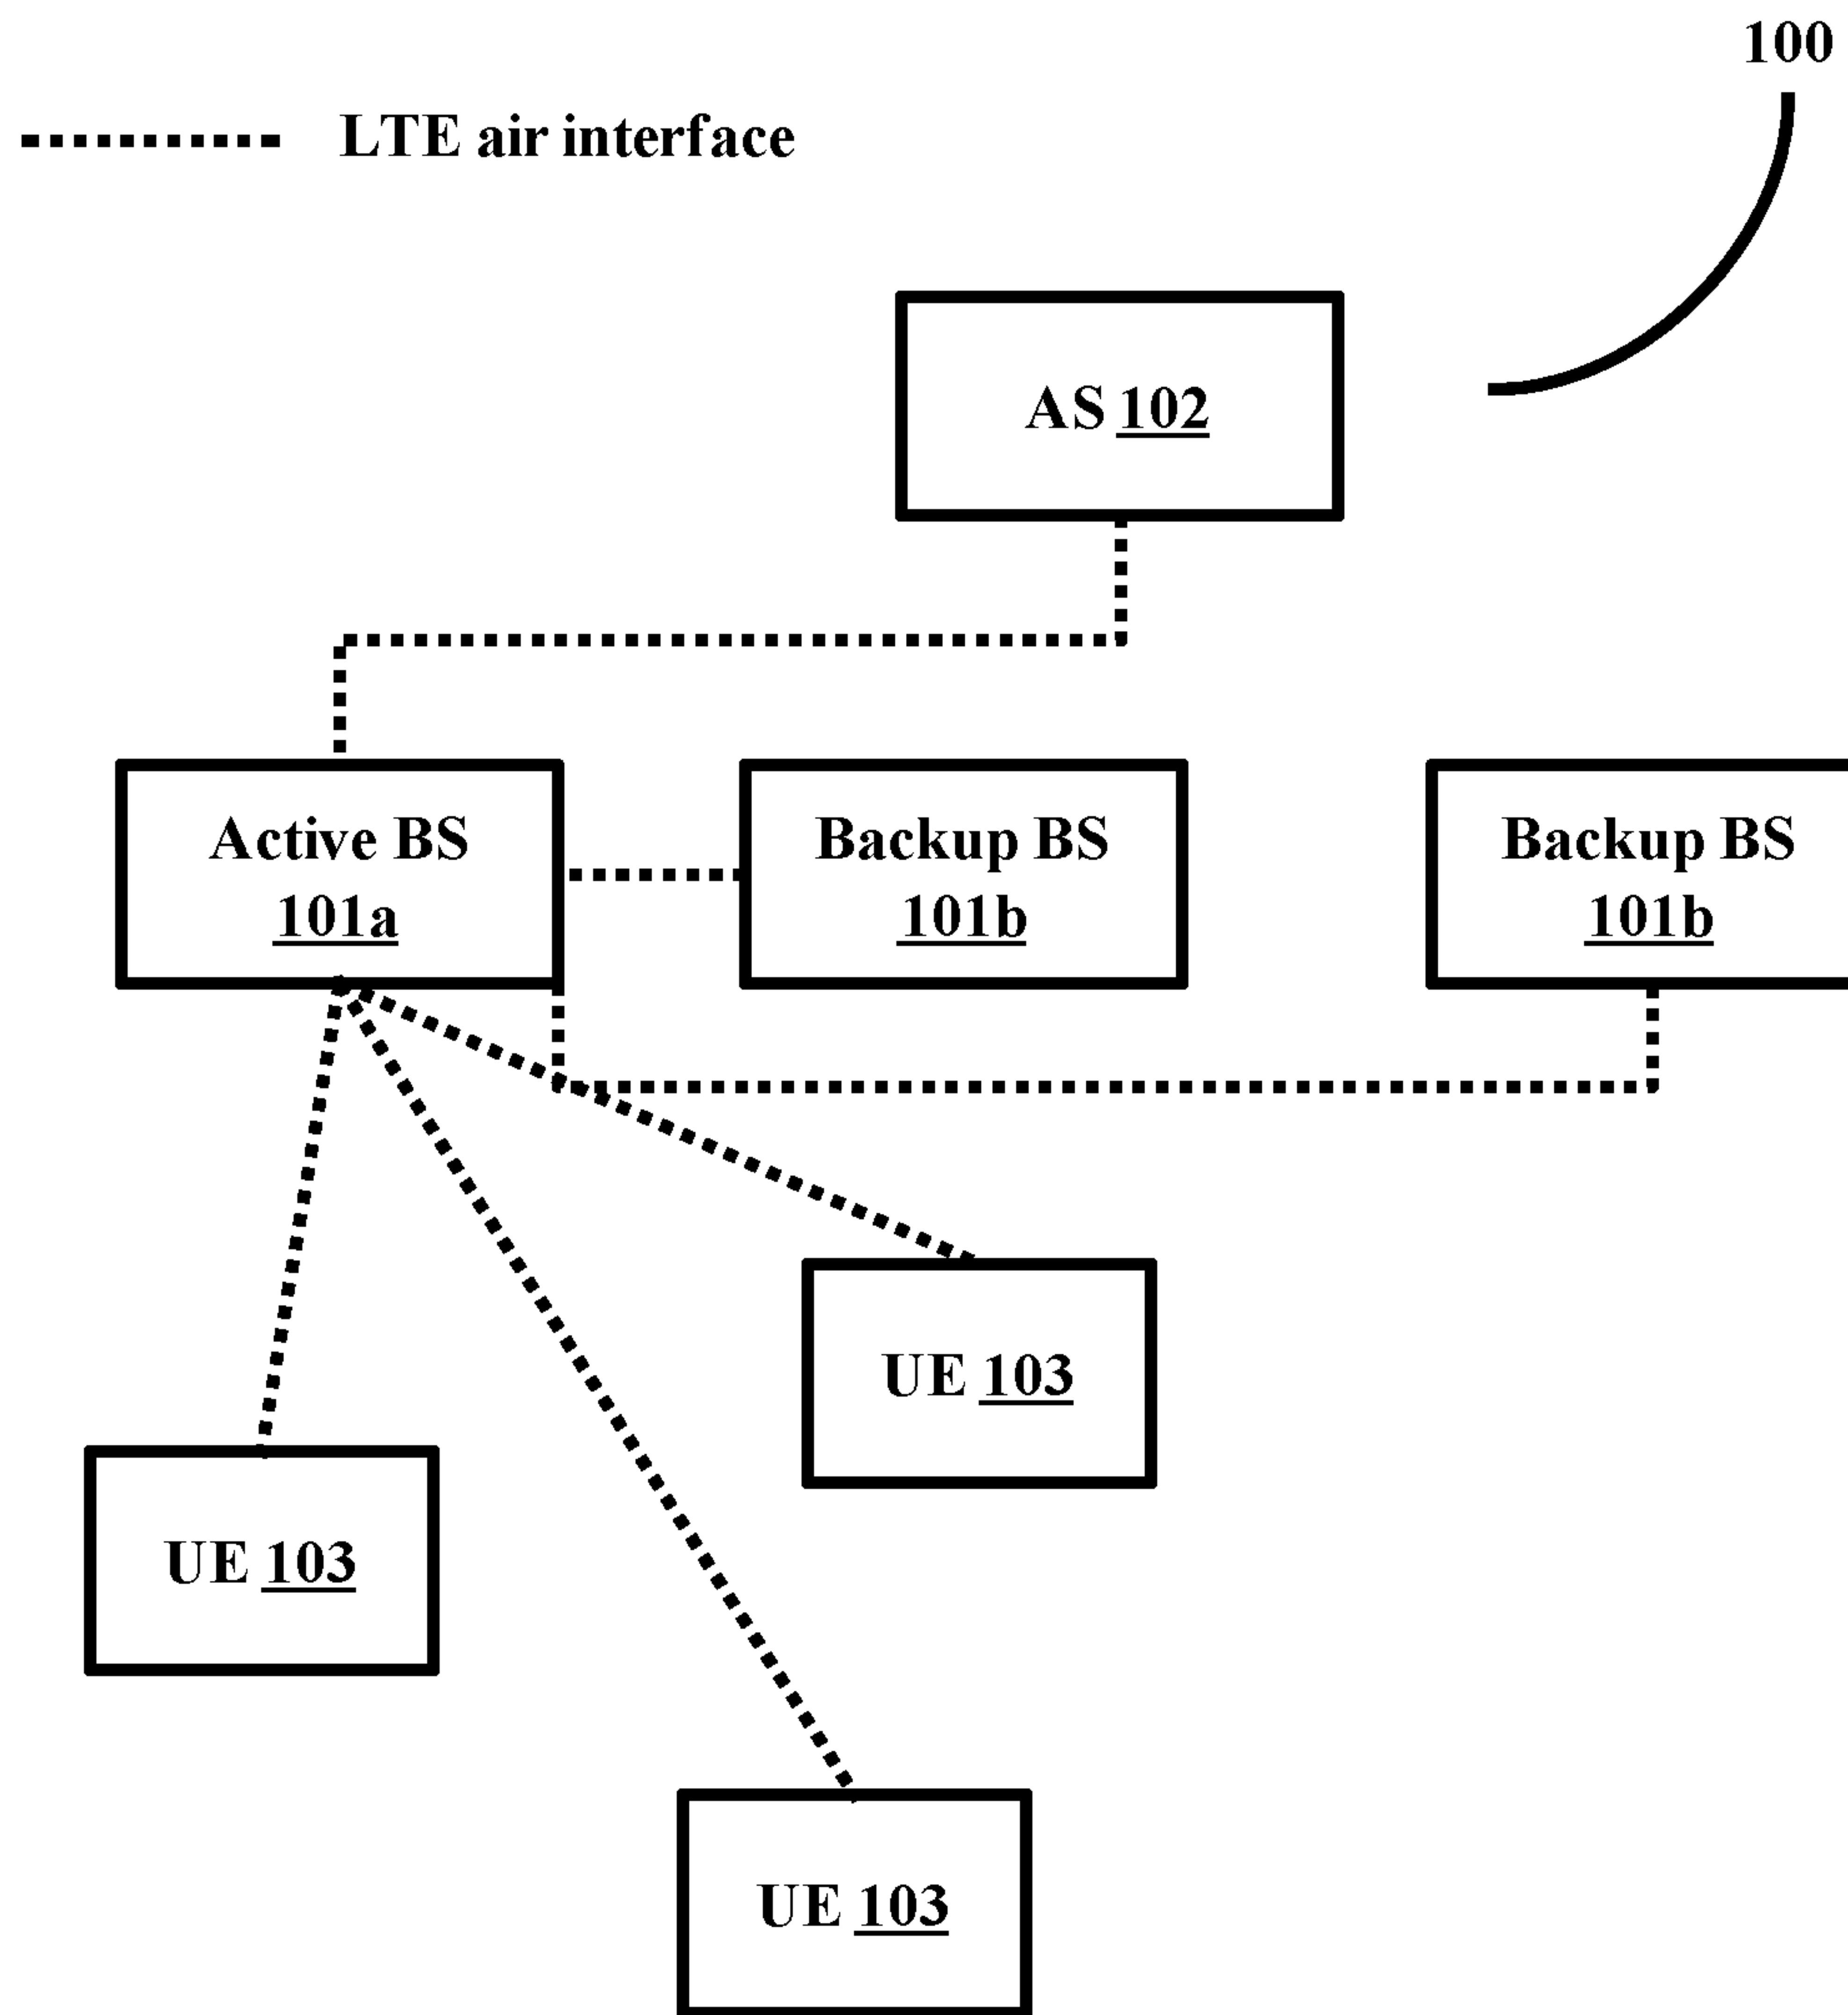 100
LTE air interface
AS 102
Active BS
101a
Backup BS
101b
Backup BS
101b
UE 103
UE 103
UE 103